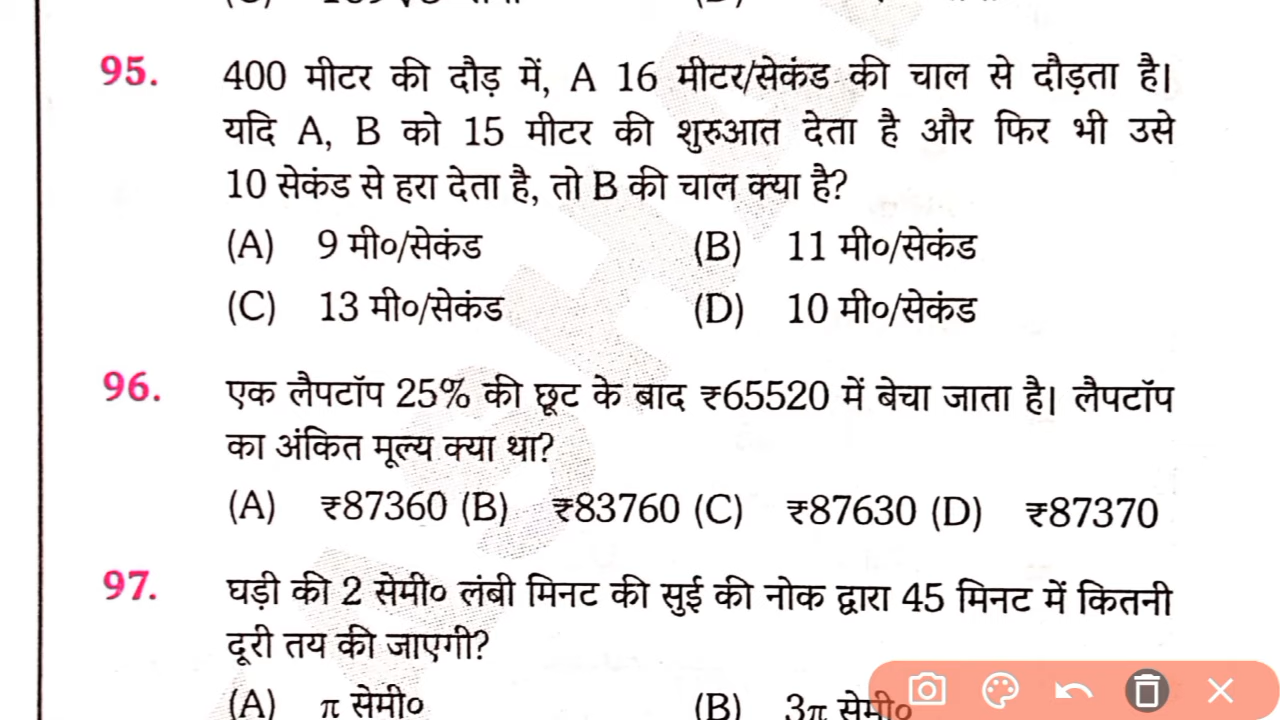 95. 400 मीटर की दौड़ में, A 16 मीटर/सेकंड की चाल से दौड़ता है।
यदि A, B को 15 मीटर की शुरुआत देता है और फिर भी उसे
10 सेकंड से हरा देता है, तो B की चाल क्या है?
(A) 9 मी०/सेकंड (B) 11 मी०/सेकंड
(C) 13 मी०/सेकंड (D) 10 मी०/सेकंड
96. एक लैपटॉप 25% की छूट के बाद ₹65520 में बेचा जाता है। लैपटॉप
का अंकित मूल्य क्या था?
(A) ₹87360 (B) ₹83760 (C) ₹87630 (D) ₹87370
97. घड़ी की 2 सेमी० लंबी मिनट की सुई की नोक द्वारा 45 मिनट में कितनी
दूरी तय की जाएगी?
(A) π सेमी० (B) 3π सेमी०